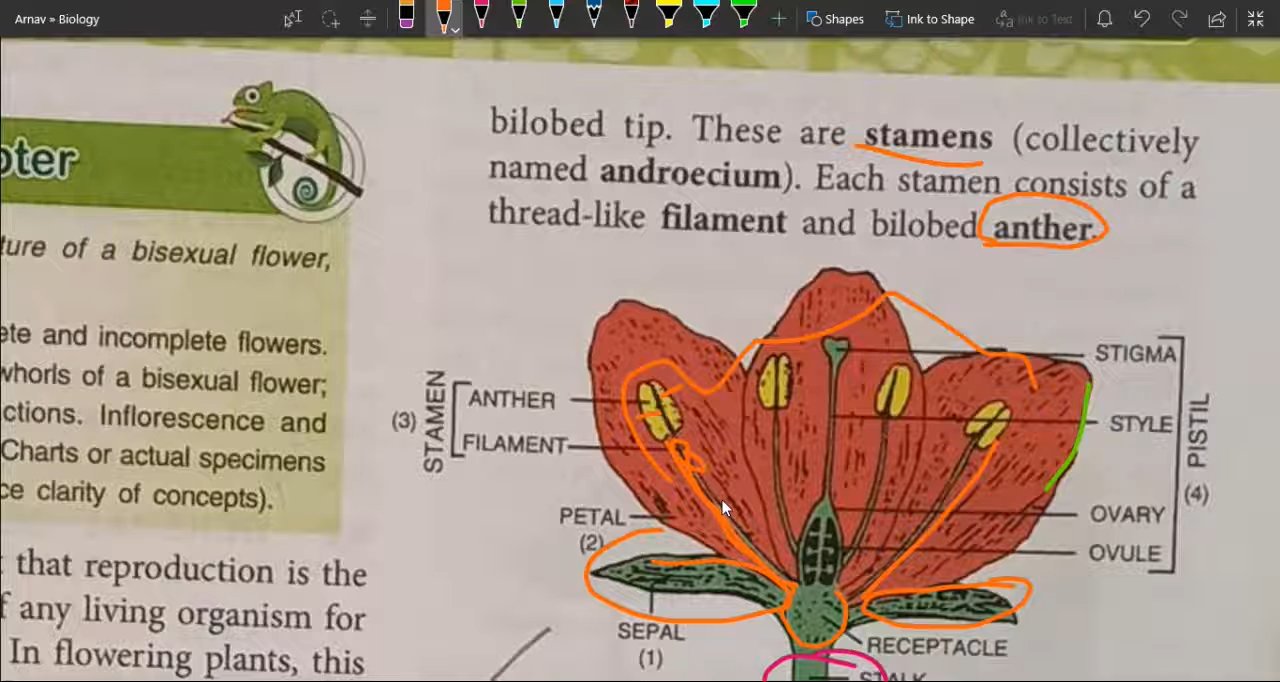 Arnav » Biology
Shapes
Ink to Shape
Ink to Text
oter
ture of a bisexual flower,
ete and incomplete flowers.
whorls of a bisexual flower;
ctions. Inflorescence and
Charts or actual specimens
ce clarity of concepts).
that reproduction is the
f any living organism for
In flowering plants, this
bilobed tip. These are stamens (collectively
named androecium). Each stamen consists of a
thread-like filament and bilobed anther.
(3)
STAMEN
ANTHER
FILAMENT
PETAL
(2)
SEPAL
(1)
STIGMA
STYLE
PISTIL
(4)
OVARY
OVULE
RECEPTACLE
STALK